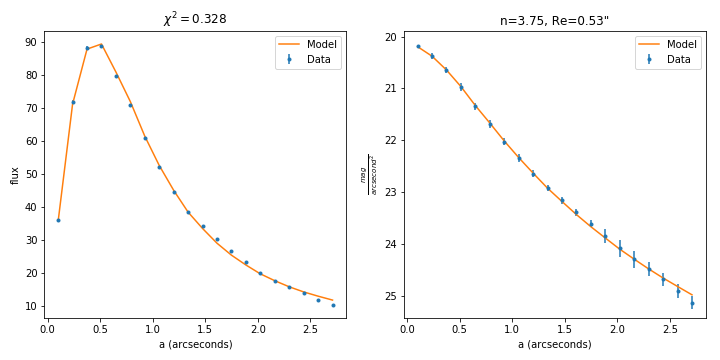 χ² = 0.328
flux
90
80
70
60
50
40
30
20
10
Model
Data
0.0 0.5 1.0 1.5 2.0 2.5
a (arcseconds)
n=3.75, Re=0.53"
mag
arcsecond²
20
21
22
23
24
25
Model
Data
0.0 0.5 1.0 1.5 2.0 2.5
a (arcseconds)